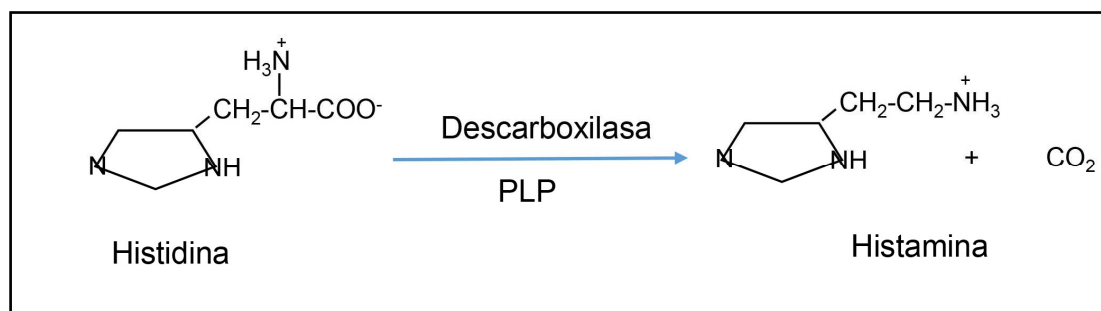 H₃N⁺
CH₂-CH-COO⁻
N NH
Histidina
Descarboxilasa
PLP
CH₂-CH₂-NH₃⁺
N NH
+ CO₂
Histamina